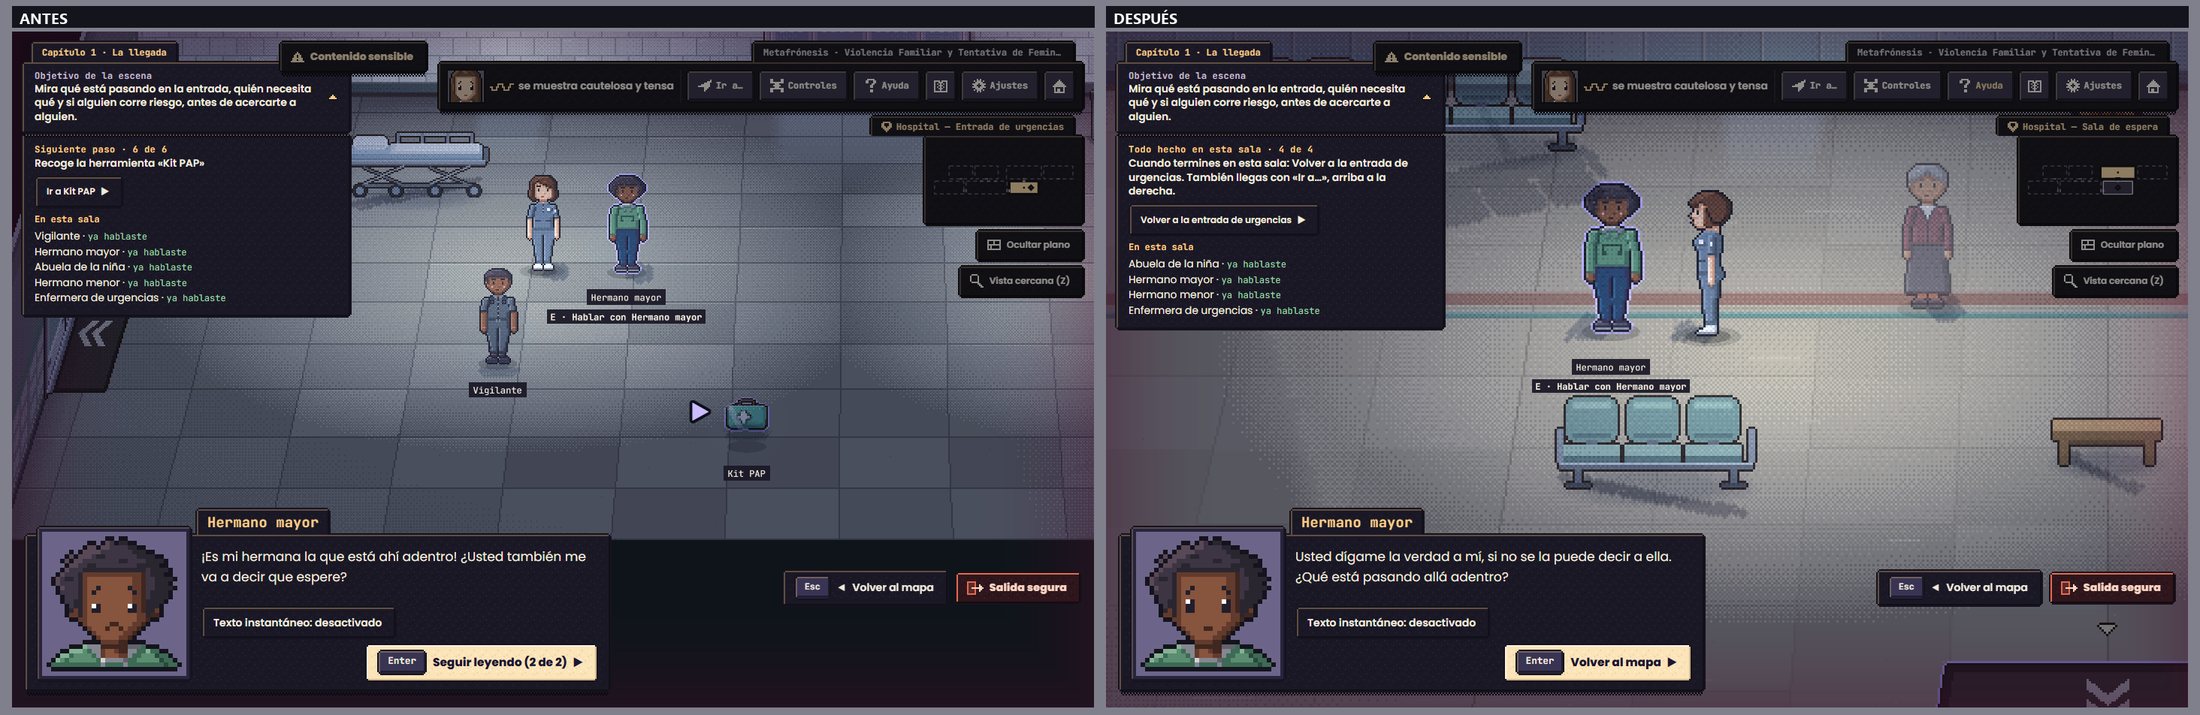 ANTES
Capítulo 1 · La llegada
Contenido sensible
Metafrónesis · Violencia Familiar y Tentativa de Femin…
Objetivo de la escena
Mira qué está pasando en la entrada, quién necesita
qué y si alguien corre riesgo, antes de acercarte a
alguien.
se muestra cautelosa y tensa
Ir a…
Controles
Ayuda
Ajustes
Hospital — Entrada de urgencias
Siguiente paso · 6 de 6
Recoge la herramienta «Kit PAP»
Ir a Kit PAP ▶
En esta sala
Vigilante · ya hablaste
Hermano mayor · ya hablaste
Abuela de la niña · ya hablaste
Hermano menor · ya hablaste
Enfermera de urgencias · ya hablaste
Ocultar plano
Vista cercana (Z)
Hermano mayor
E · Hablar con Hermano mayor
Vigilante
Kit PAP
Hermano mayor
¡Es mi hermana la que está ahí adentro! ¿Usted también me
va a decir que espere?
Texto instantáneo: desactivado
Enter Seguir leyendo (2 de 2) ▶
Esc ◀ Volver al mapa
Salida segura
DESPUÉS
Capítulo 1 · La llegada
Contenido sensible
Metafrónesis · Violencia Familiar y Tentativa de Femin…
Objetivo de la escena
Mira qué está pasando en la entrada, quién necesita
qué y si alguien corre riesgo, antes de acercarte a
alguien.
se muestra cautelosa y tensa
Ir a…
Controles
Ayuda
Ajustes
Hospital — Sala de espera
Todo hecho en esta sala · 4 de 4
Cuando termines en esta sala: Volver a la entrada de
urgencias. También llegas con «Ir a…», arriba a la
derecha.
Volver a la entrada de urgencias ▶
En esta sala
Abuela de la niña · ya hablaste
Hermano mayor · ya hablaste
Hermano menor · ya hablaste
Enfermera de urgencias · ya hablaste
Ocultar plano
Vista cercana (Z)
Hermano mayor
E · Hablar con Hermano mayor
Hermano mayor
Usted dígame la verdad a mí, si no se la puede decir a ella.
¿Qué está pasando allá adentro?
Texto instantáneo: desactivado
Enter Volver al mapa ▶
Esc ◀ Volver al mapa
Salida segura